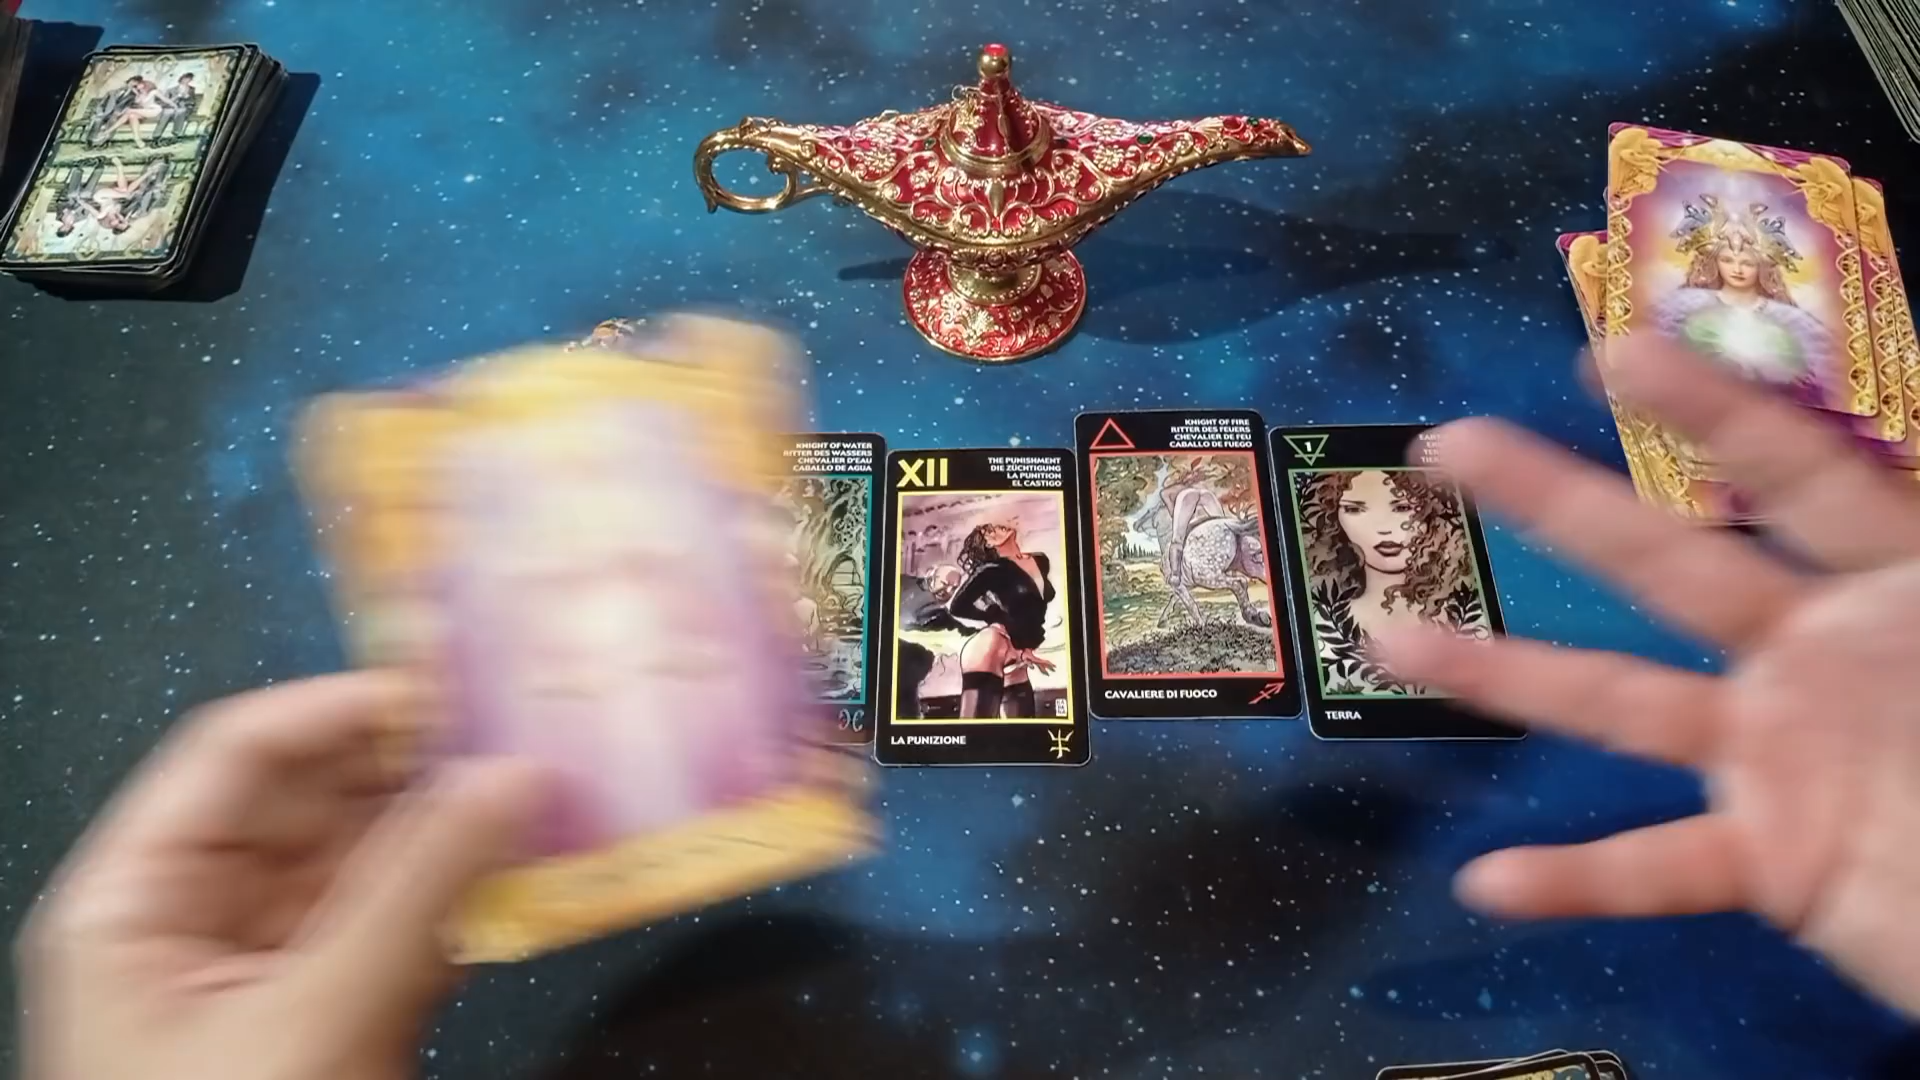 KNIGHT OF WATER
RITTER DES WASSERS
CHEVALIER D'EAU
CABALLO DE AGUA
XII
THE PUNISHMENT
DIE ZÜCHTIGUNG
LA PUNITION
EL CASTIGO
LA PUNIZIONE
KNIGHT OF FIRE
RITTER DES FEUERS
CHEVALIER DE FEU
CABALLO DE FUEGO
CAVALIERE DI FUOCO
1
TERRA